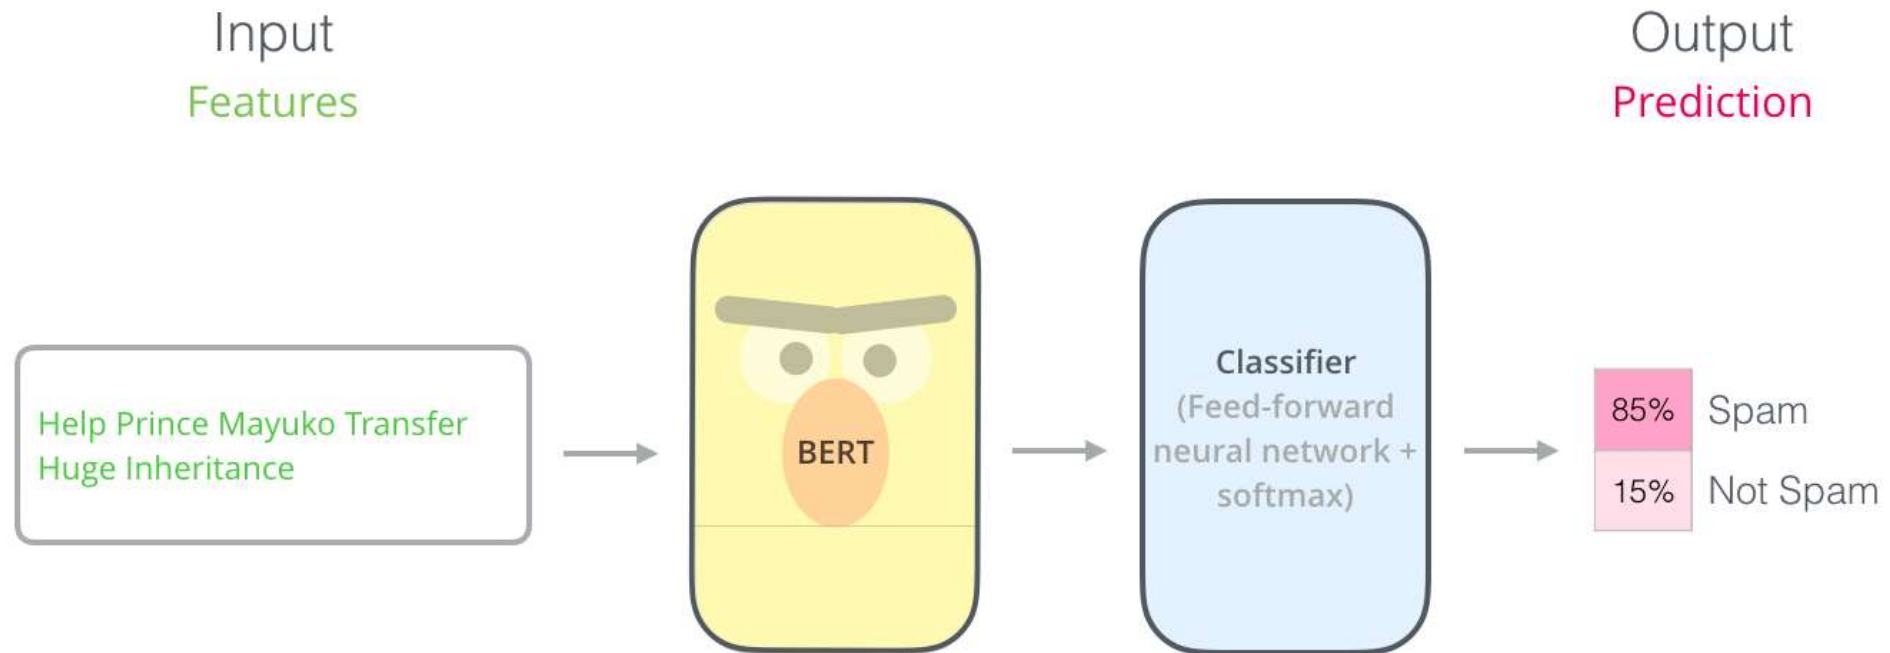 Input
Features
Output
Prediction
Help Prince Mayuko Transfer
Huge Inheritance
BERT
Classifier
(Feed-forward
neural network +
softmax)
85% Spam
15% Not Spam